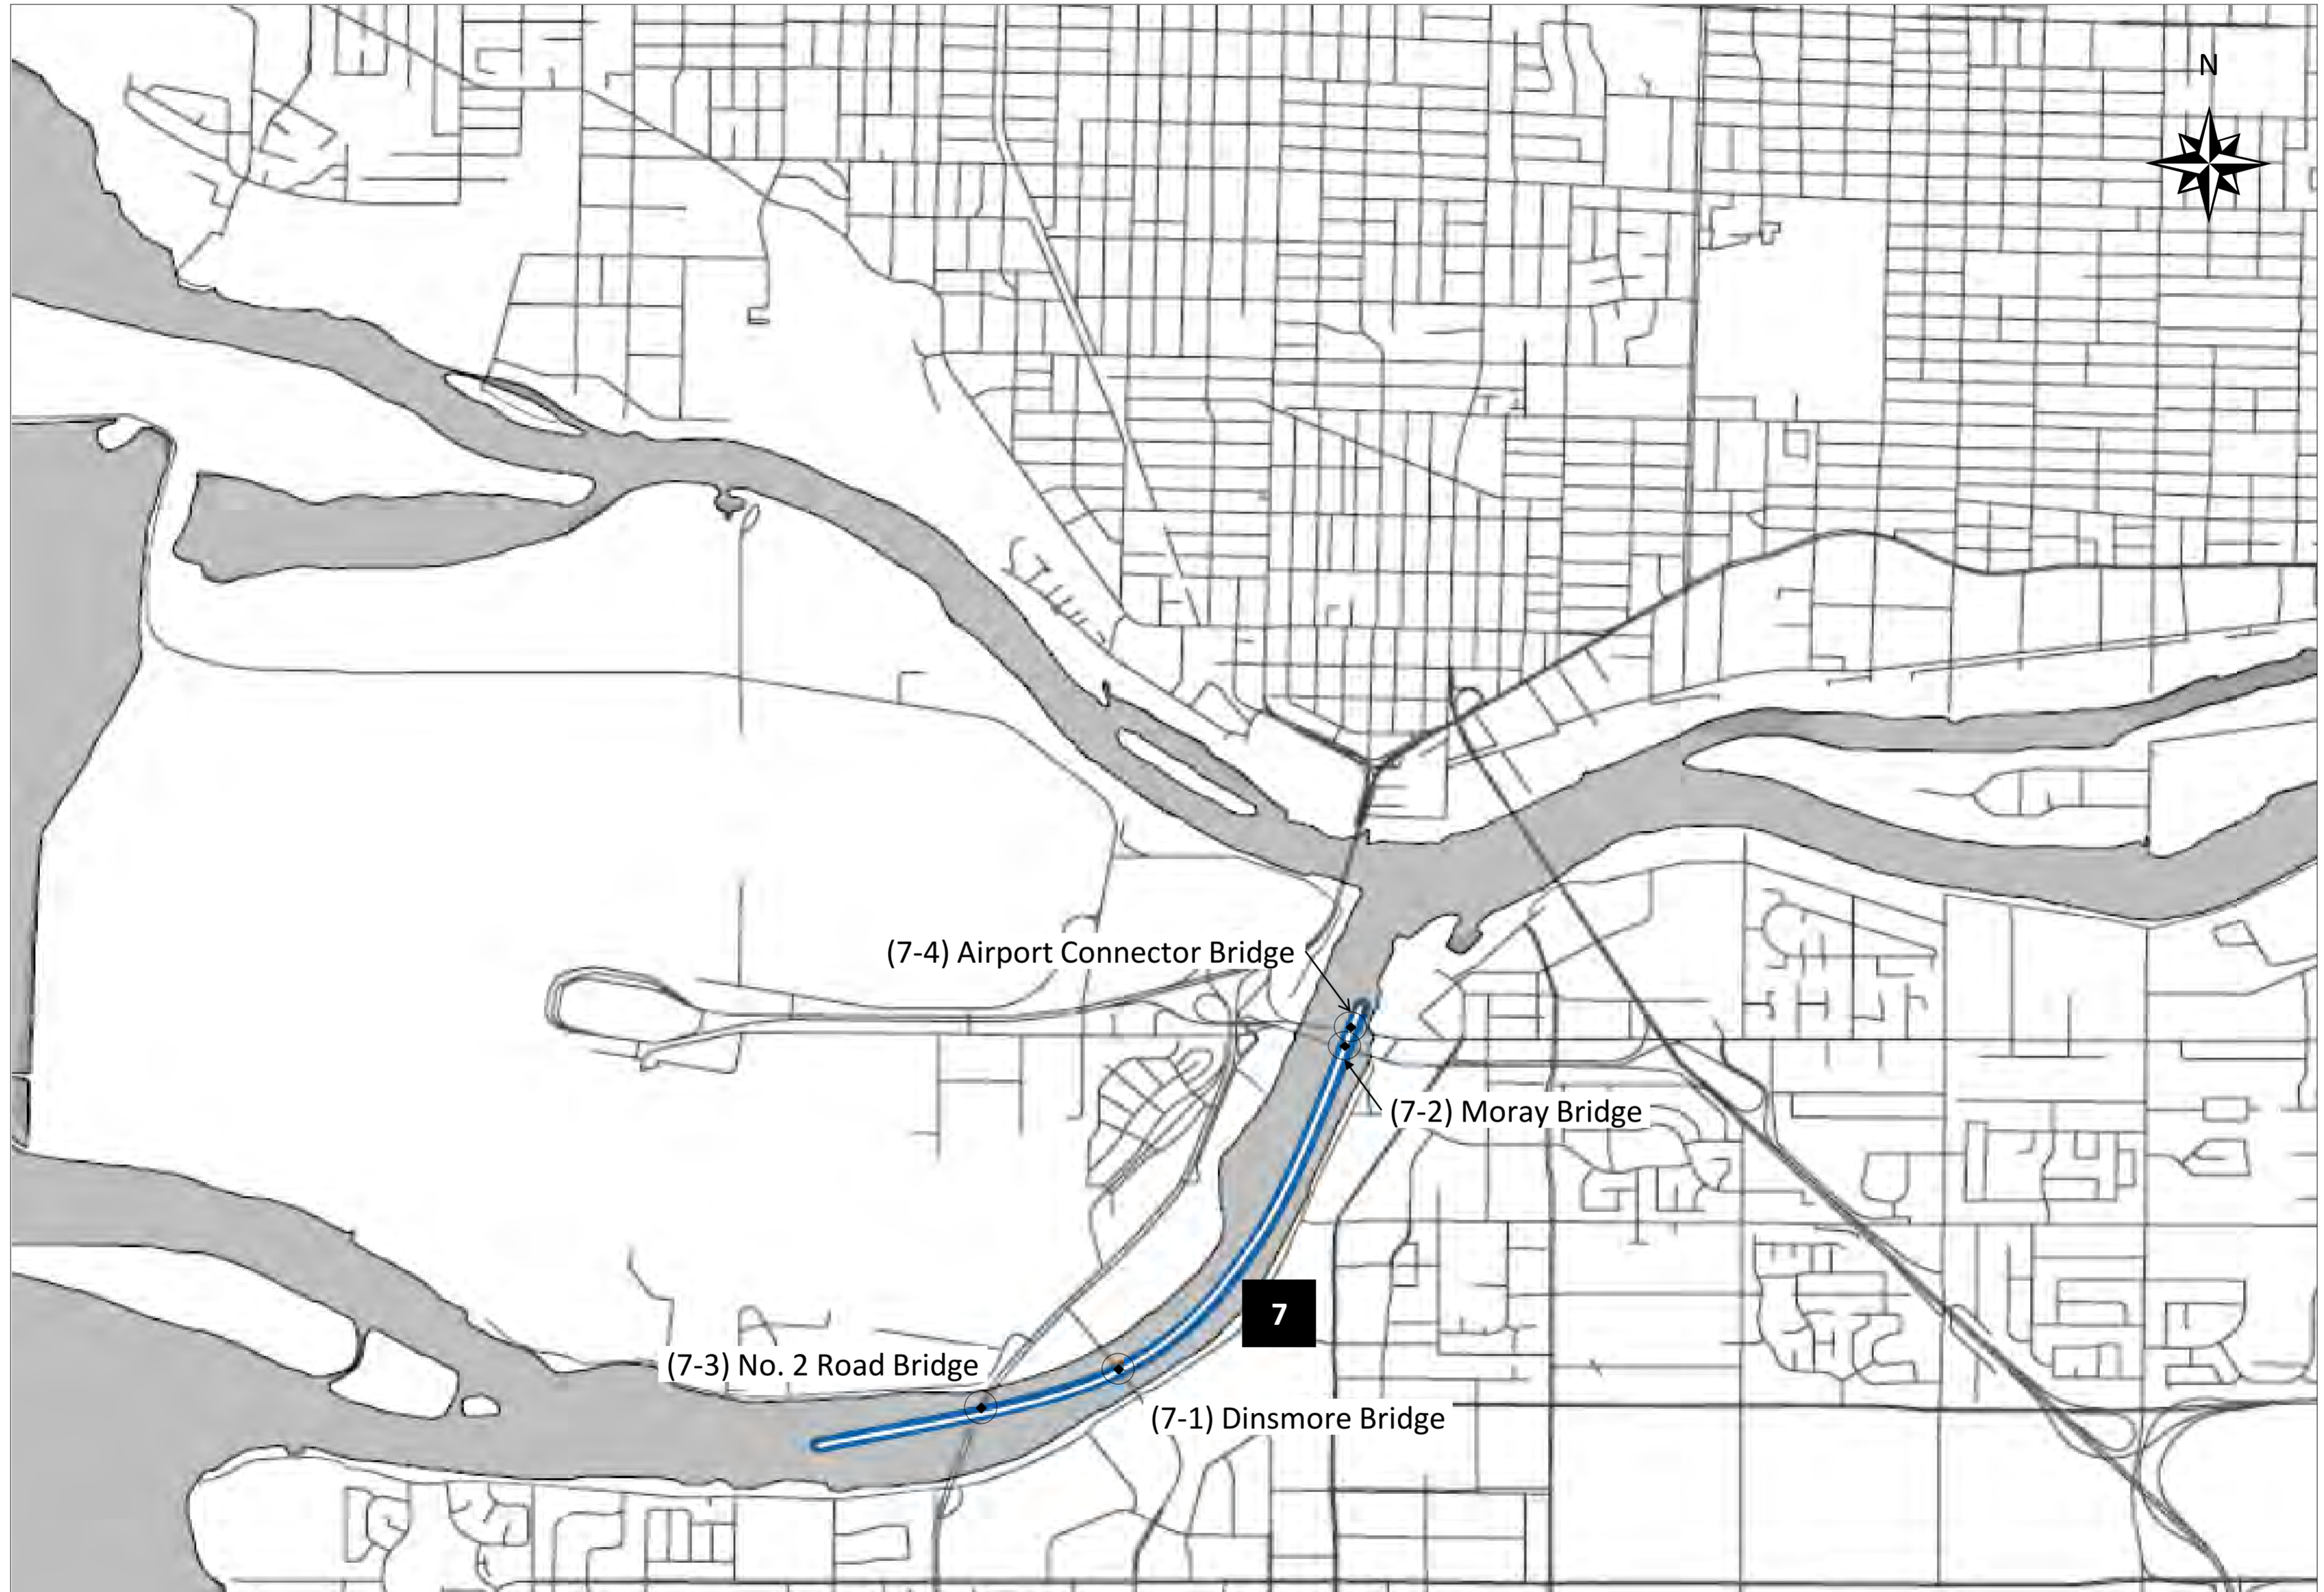 N
(7-4) Airport Connector Bridge
(7-2) Moray Bridge
7
(7-3) No. 2 Road Bridge
(7-1) Dinsmore Bridge